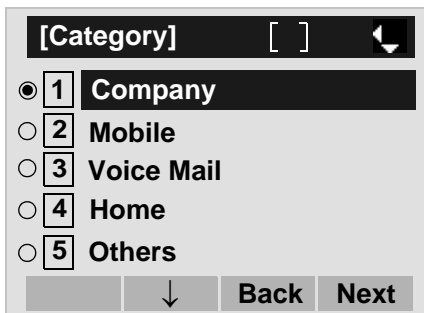 [Category] [ ]
1 Company
2 Mobile
3 Voice Mail
4 Home
5 Others
↓ Back Next